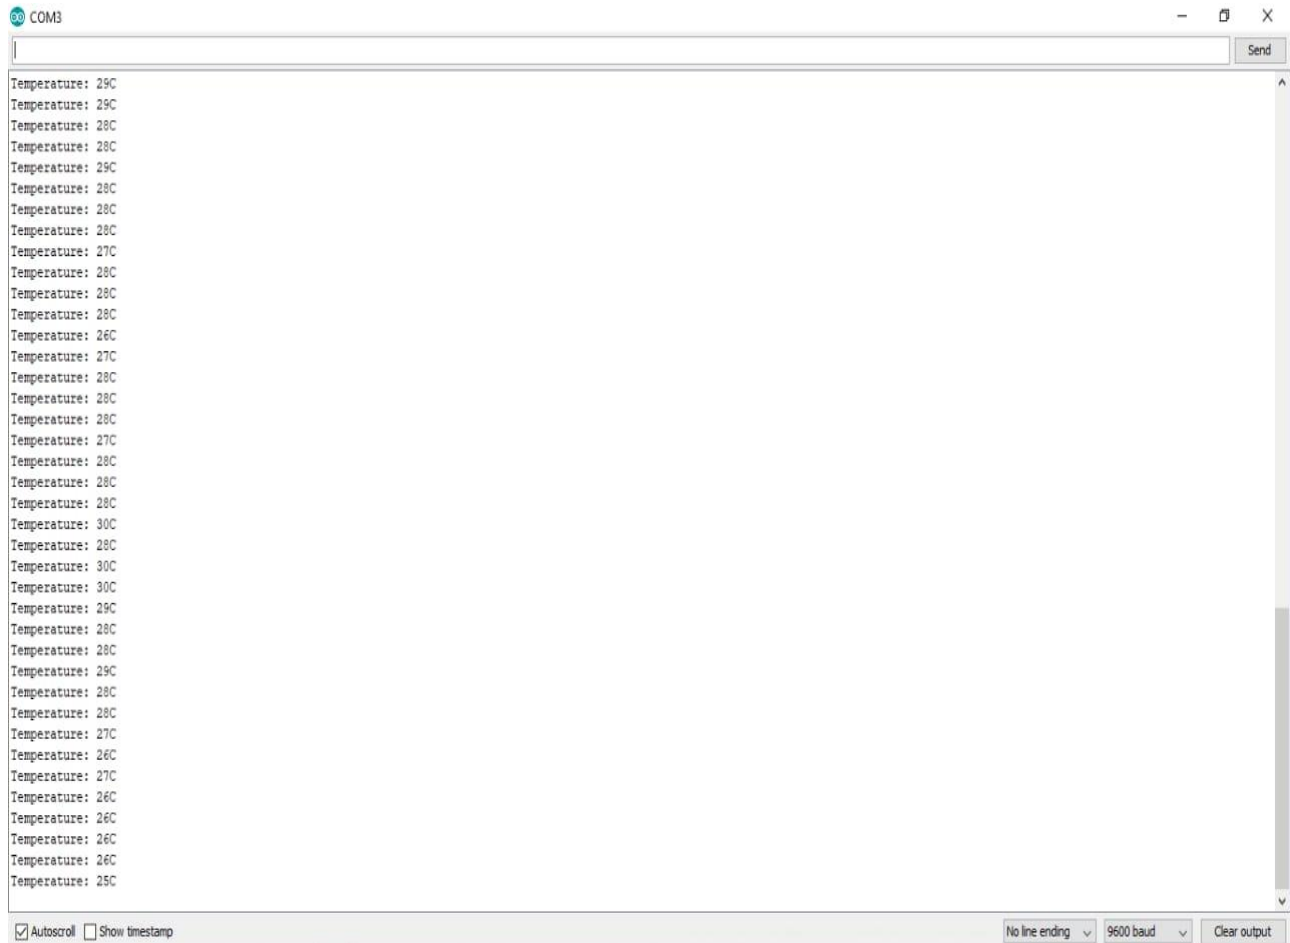 COM3
Send
Temperature: 29C
Temperature: 29C
Temperature: 28C
Temperature: 28C
Temperature: 29C
Temperature: 28C
Temperature: 28C
Temperature: 28C
Temperature: 27C
Temperature: 28C
Temperature: 28C
Temperature: 28C
Temperature: 26C
Temperature: 27C
Temperature: 28C
Temperature: 28C
Temperature: 28C
Temperature: 27C
Temperature: 28C
Temperature: 28C
Temperature: 28C
Temperature: 30C
Temperature: 28C
Temperature: 30C
Temperature: 30C
Temperature: 29C
Temperature: 28C
Temperature: 28C
Temperature: 29C
Temperature: 28C
Temperature: 28C
Temperature: 27C
Temperature: 26C
Temperature: 27C
Temperature: 26C
Temperature: 26C
Temperature: 26C
Temperature: 26C
Temperature: 25C
Autoscroll Show timestamp No line ending 9600 baud Clear output